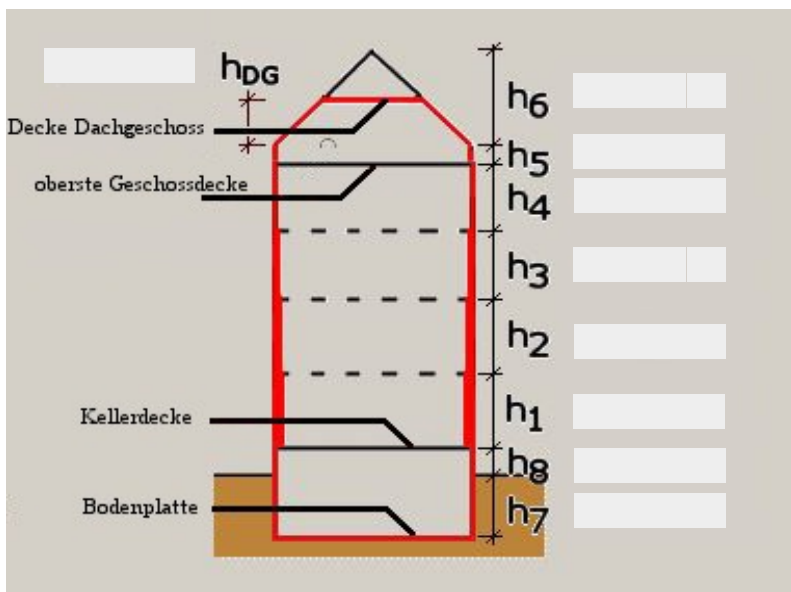 hDG
h6
Decke Dachgeschoss
h5
oberste Geschossdecke
h4
h3
h2
h1
Kellerdecke
h8
Bodenplatte
h7